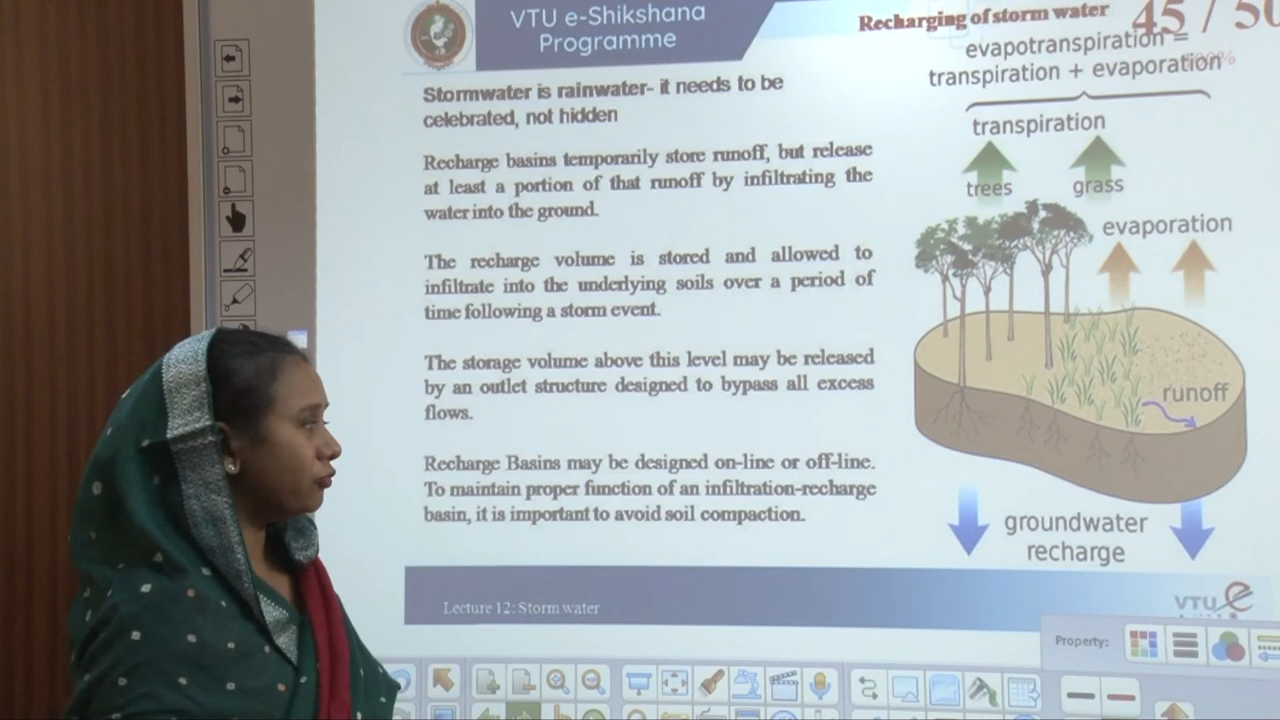 VTU e-Shikshana
Programme
Recharging of storm water
45 / 50
Stormwater is rainwater- it needs to be
celebrated, not hidden
Recharge basins temporarily store runoff, but release
at least a portion of that runoff by infiltrating the
water into the ground.
The recharge volume is stored and allowed to
infiltrate into the underlying soils over a period of
time following a storm event.
The storage volume above this level may be released
by an outlet structure designed to bypass all excess
flows.
Recharge Basins may be designed on-line or off-line.
To maintain proper function of an infiltration-recharge
basin, it is important to avoid soil compaction.
evapotranspiration =
transpiration + evaporation
transpiration
trees
grass
evaporation
runoff
groundwater
recharge
Lecture 12: Storm water
VTU e
Property: